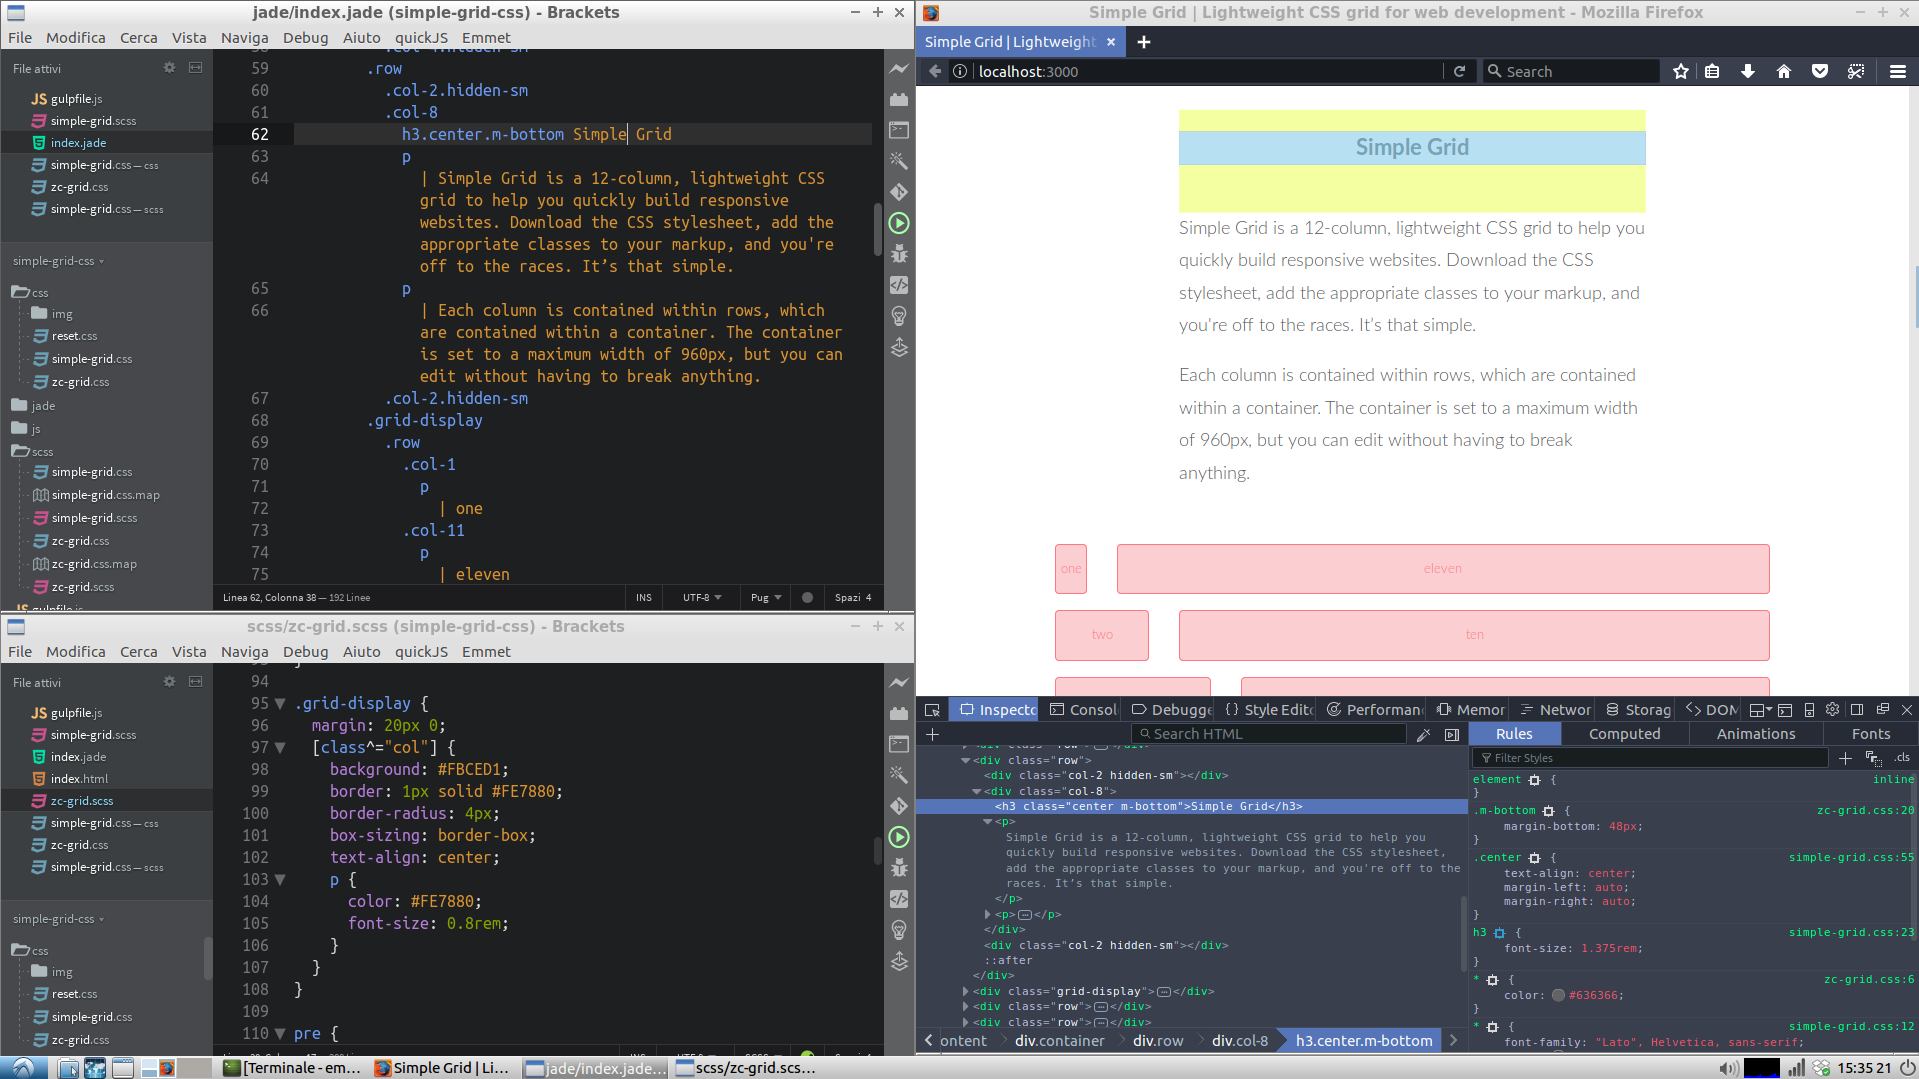 jade/index.jade (simple-grid-css) - Brackets
File Modifica Cerca Vista Naviga Debug Aiuto quickJS Emmet
File attivi
gulpfile.js
simple-grid.scss
index.jade
simple-grid.css — css
zc-grid.css
simple-grid.css — scss
simple-grid-css
css
img
reset.css
simple-grid.css
zc-grid.css
jade
js
scss
simple-grid.css
simple-grid.css.map
simple-grid.scss
zc-grid.css
zc-grid.css.map
zc-grid.scss
gulpfile.js
58 .col-4.hidden-sm
59 .row
60 .col-2.hidden-sm
61 .col-8
62 h3.center.m-bottom Simple Grid
63 p
64 | Simple Grid is a 12-column, lightweight CSS
grid to help you quickly build responsive
websites. Download the CSS stylesheet, add the
appropriate classes to your markup, and you're
off to the races. It’s that simple.
65 p
66 | Each column is contained within rows, which
are contained within a container. The container
is set to a maximum width of 960px, but you can
edit without having to break anything.
67 .col-2.hidden-sm
68 .grid-display
69 .row
70 .col-1
71 p
72 | one
73 .col-11
74 p
75 | eleven
Linea 62, Colonna 38 — 192 Linee INS UTF-8 Pug Spazi 4
scss/zc-grid.scss (simple-grid-css) - Brackets
File Modifica Cerca Vista Naviga Debug Aiuto quickJS Emmet
File attivi
gulpfile.js
simple-grid.scss
index.jade
index.html
zc-grid.scss
simple-grid.css — css
zc-grid.css
simple-grid.css — scss
simple-grid-css
css
img
reset.css
simple-grid.css
zc-grid.css
94
95 .grid-display {
96 margin: 20px 0;
97 [class^="col"] {
98 background: #FBCED1;
99 border: 1px solid #FE7880;
100 border-radius: 4px;
101 box-sizing: border-box;
102 text-align: center;
103 p {
104 color: #FE7880;
105 font-size: 0.8rem;
106 }
107 }
108 }
109
110 pre {
Simple Grid | Lightweight CSS grid for web development - Mozilla Firefox
Simple Grid | Lightweight
localhost:3000 Search
Simple Grid
Simple Grid is a 12-column, lightweight CSS grid to help you
quickly build responsive websites. Download the CSS
stylesheet, add the appropriate classes to your markup, and
you're off to the races. It’s that simple.
Each column is contained within rows, which are contained
within a container. The container is set to a maximum width
of 960px, but you can edit without having to break
anything.
one eleven
two ten
Inspecto Consol Debugge Style Edito Performan Memor Networ Storag DOM
Search HTML
<div class="row">
<div class="row">
<div class="col-2 hidden-sm"></div>
<div class="col-8">
<h3 class="center m-bottom">Simple Grid</h3>
<p>
Simple Grid is a 12-column, lightweight CSS grid to help you
quickly build responsive websites. Download the CSS stylesheet,
add the appropriate classes to your markup, and you're off to the
races. It’s that simple.
</p>
<p></p>
</div>
<div class="col-2 hidden-sm"></div>
::after
</div>
<div class="grid-display"></div>
<div class="row"></div>
<div class="row"></div>
ontent div.container div.row div.col-8 h3.center.m-bottom
Rules Computed Animations Fonts
Filter Styles .cls
element { inline
}
.m-bottom { zc-grid.css:20
margin-bottom: 48px;
}
.center { simple-grid.css:55
text-align: center;
margin-left: auto;
margin-right: auto;
}
h3 { simple-grid.css:23
font-size: 1.375rem;
}
* { zc-grid.css:6
color: #636366;
}
* { simple-grid.css:12
font-family: "Lato", Helvetica, sans-serif;
[Terminale - em... Simple Grid | Li... jade/index.jade... scss/zc-grid.scs... 15:35 21